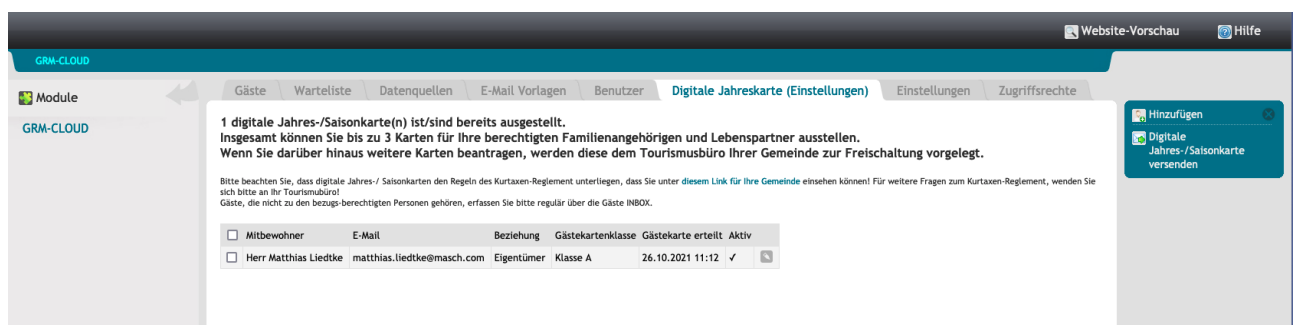 Website-Vorschau Hilfe
GRM-CLOUD
Module
GRM-CLOUD
Gäste Warteliste Datenquellen E-Mail Vorlagen Benutzer Digitale Jahreskarte (Einstellungen) Einstellungen Zugriffsrechte
1 digitale Jahres-/Saisonkarte(n) ist/sind bereits ausgestellt.
Insgesamt können Sie bis zu 3 Karten für Ihre berechtigten Familienangehörigen und Lebenspartner ausstellen.
Wenn Sie darüber hinaus weitere Karten beantragen, werden diese dem Tourismusbüro Ihrer Gemeinde zur Freischaltung vorgelegt.
Bitte beachten Sie, dass digitale Jahres-/ Saisonkarten den Regeln des Kurtaxen-Reglement unterliegen, dass Sie unter diesem Link für Ihre Gemeinde einsehen können! Für weitere Fragen zum Kurtaxen-Reglement, wenden Sie
sich bitte an Ihr Tourismubüro!
Gäste, die nicht zu den bezugs-berechtigten Personen gehören, erfassen Sie bitte regulär über die Gäste INBOX.
Mitbewohner E-Mail Beziehung Gästekartenklasse Gästekarte erteilt Aktiv
Herr Matthias Liedtke matthias.liedtke@masch.com Eigentümer Klasse A 26.10.2021 11:12 ✓
Hinzufügen
Digitale
Jahres-/Saisonkarte
versenden